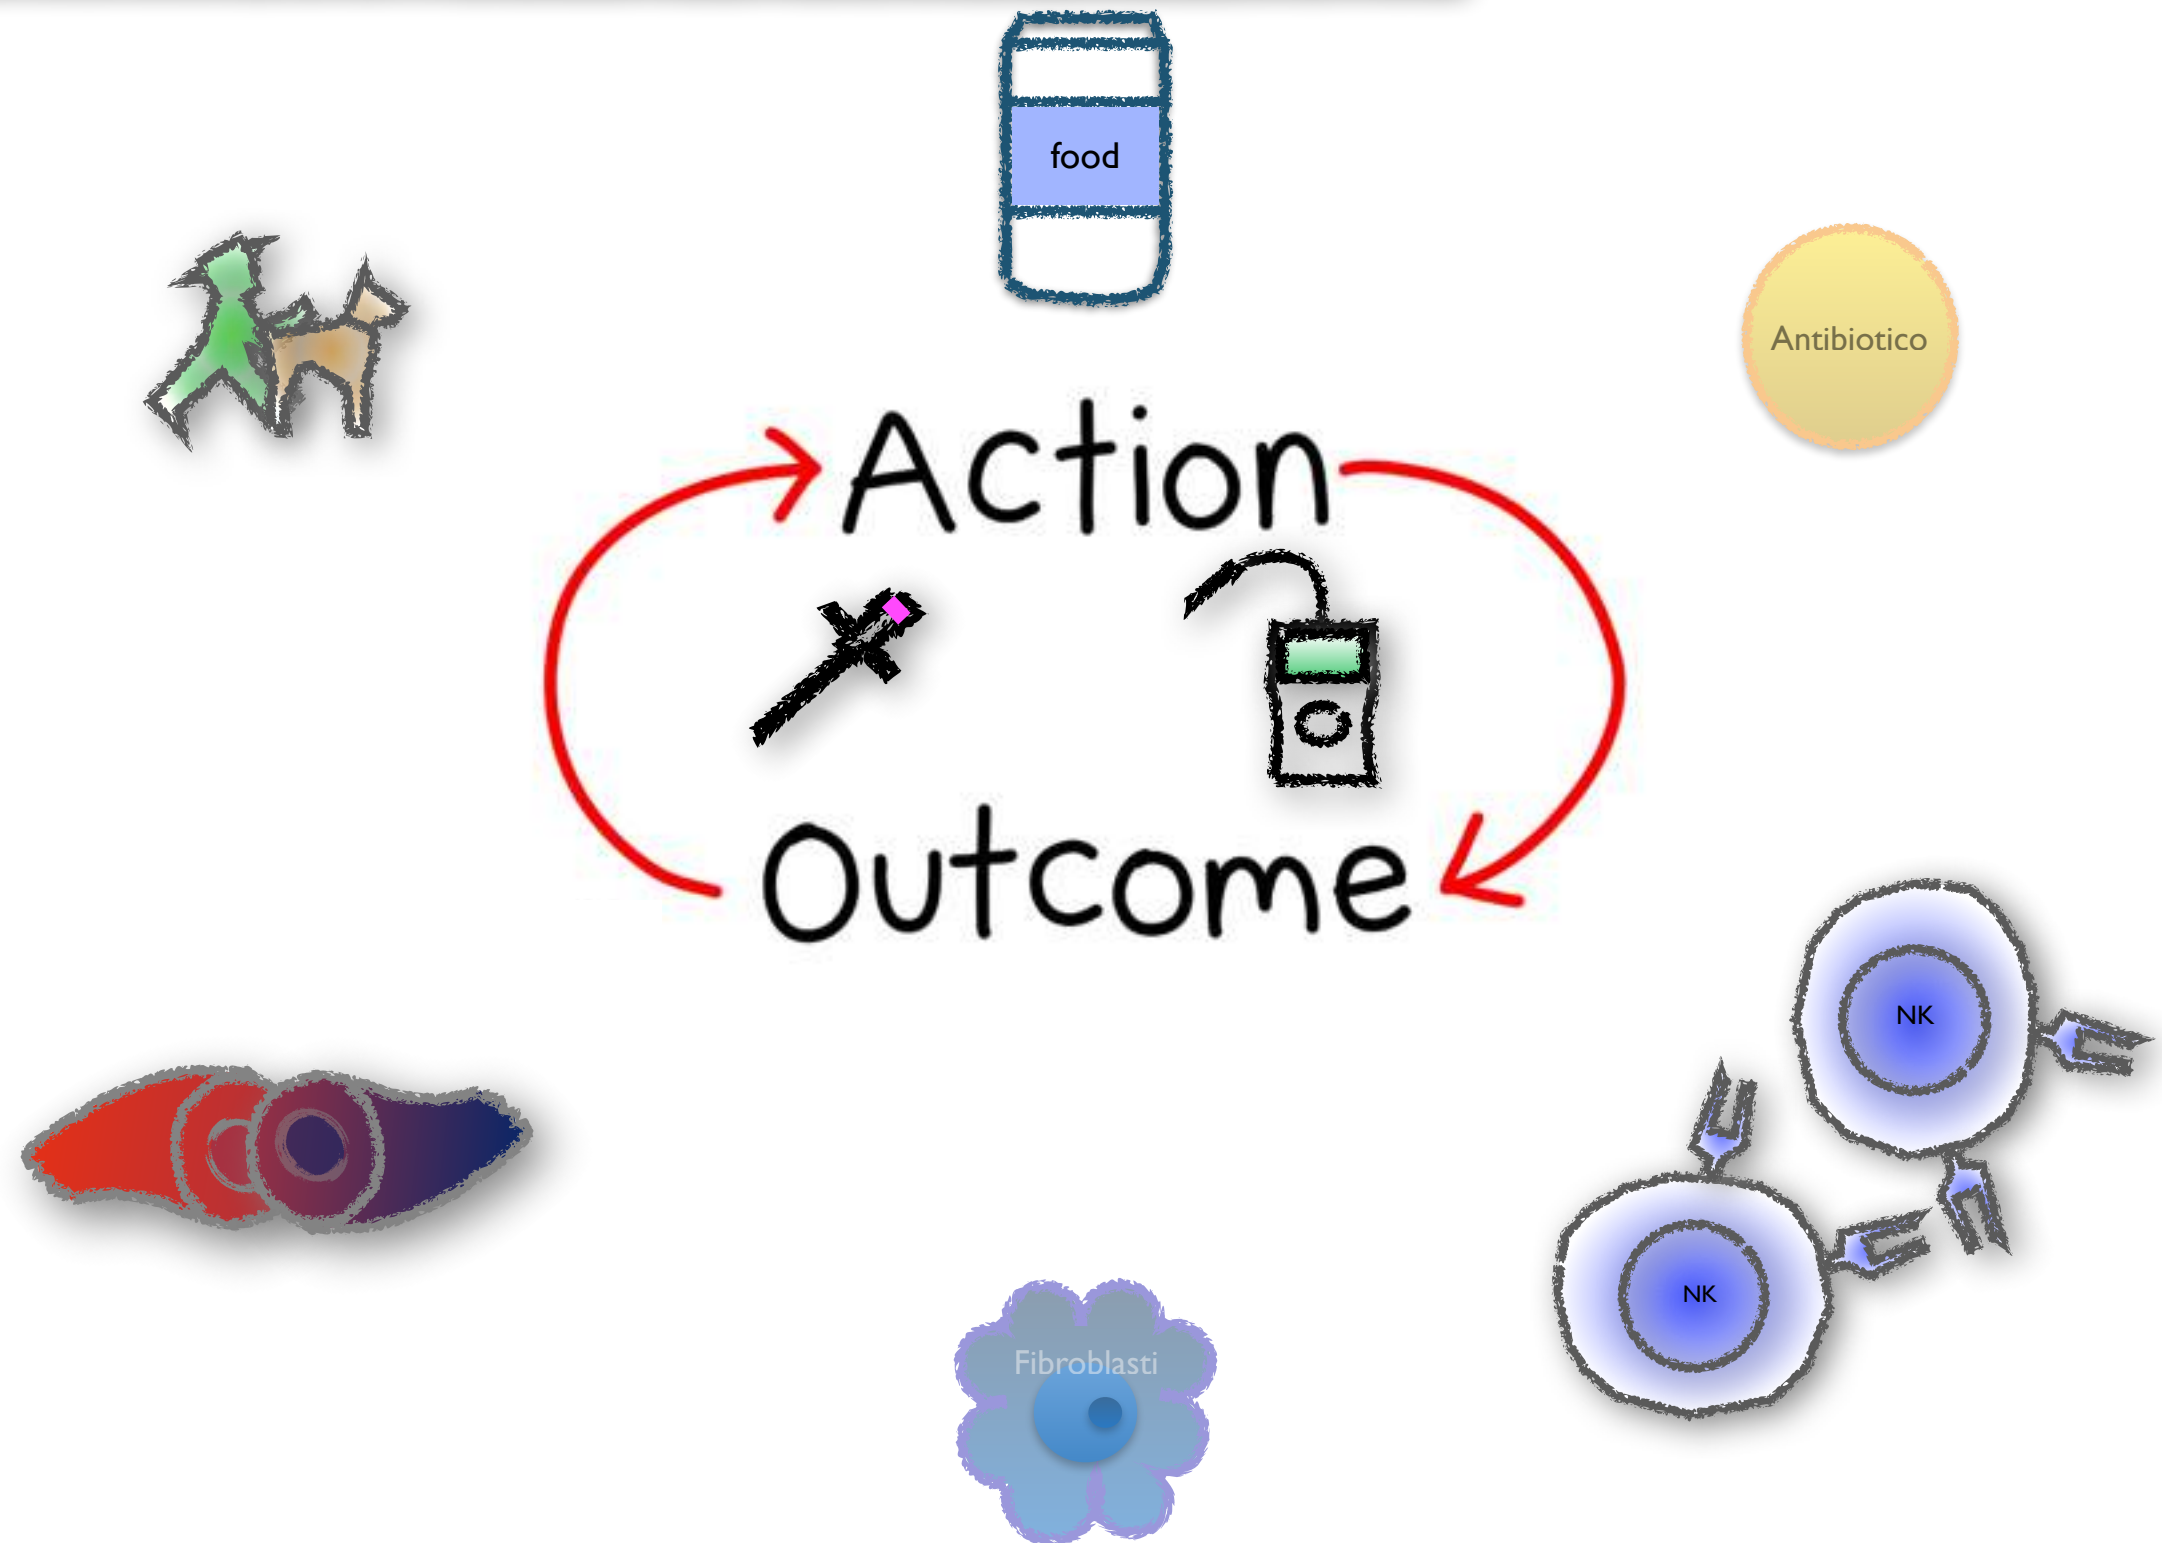 food
Antibiotico
Action
Outcome
NK
NK
Fibroblasti